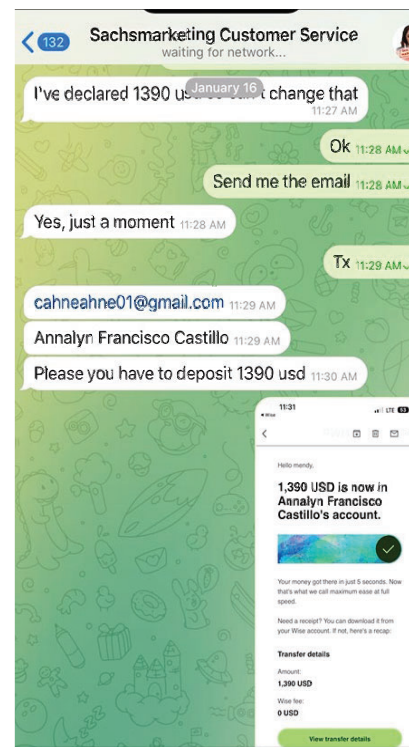 132
Sachsmarketing Customer Service
waiting for network...
January 16
I've declared 1390 change that
11:27 AM
Ok 11:28 AM
Send me the email 11:28 AM
Yes, just a moment 11:28 AM
Tx 11:29 AM
cahneahne01@gmail.com 11:29 AM
Annalyn Francisco Castillo 11:29 AM
Please you have to deposit 1390 usd 11:30 AM
11:31
LTE 53
Wise
Hello mendy,
1,390 USD is now in
Annalyn Francisco
Castillo's account.
Your money got there in just 5 seconds. Now
that's what we call maximum ease at full
speed.
Need a receipt? You can download it from
your Wise account. If not, here's a recap:
Transfer details
Amount:
1,390 USD
Wise fee:
0 USD
View transfer details